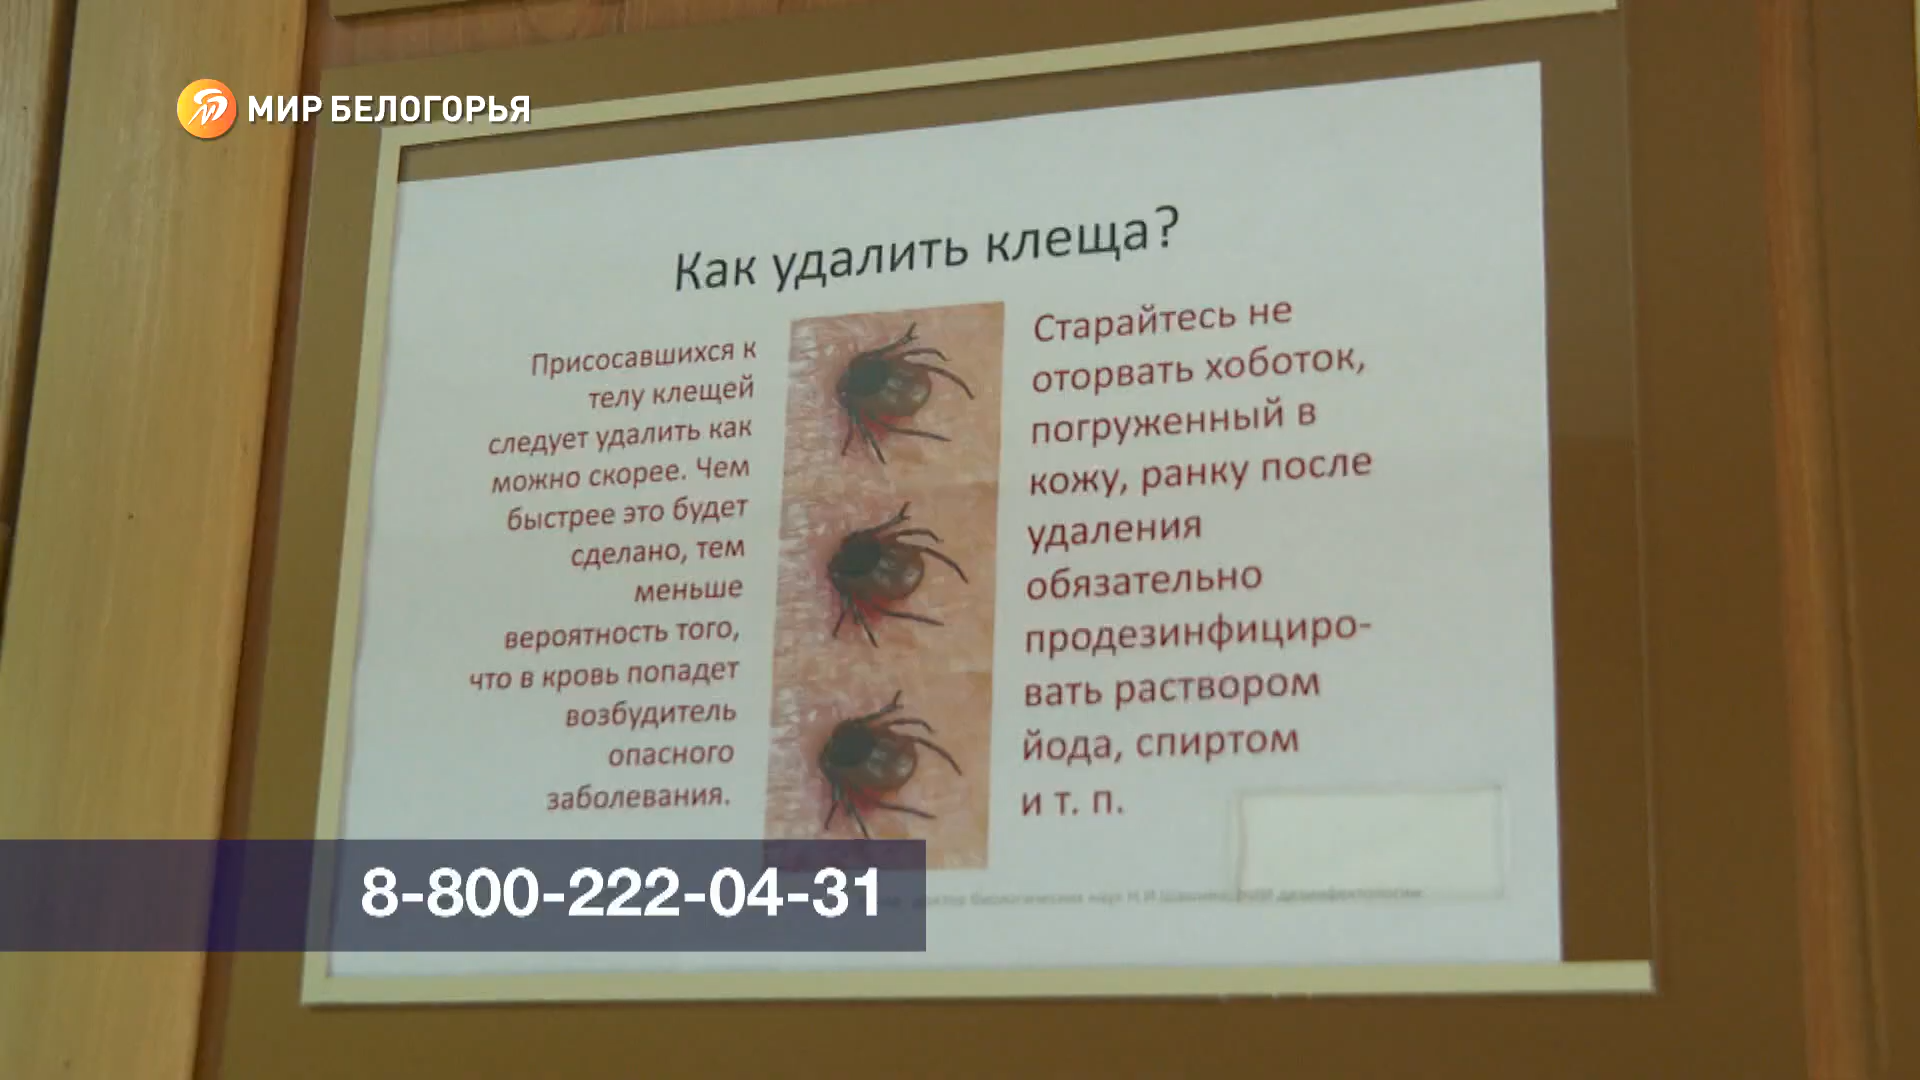 МИР БЕЛОГОРЬЯ
Как удалить клеща?
Присосавшихся к
телу клещей
следует удалить как
можно скорее. Чем
быстрее это будет
сделано, тем
меньше
вероятность того,
что в кровь попадет
возбудитель
опасного
заболевания.
Старайтесь не
оторвать хоботок,
погруженный в
кожу, ранку после
удаления
обязательно
продезинфициро-
вать раствором
йода, спиртом
и т. п.
8-800-222-04-31
биологических наук Н.И.